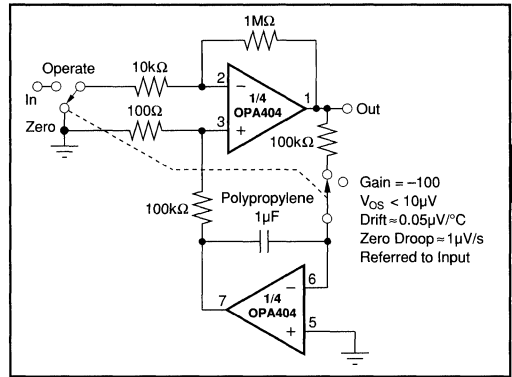 1MΩ
Operate
10kΩ
2
In
−
1/4
OPA404
1
Out
Zero
100Ω
3
+
100kΩ
100kΩ
Polypropylene
1µF
Gain = −100
VOS < 10µV
Drift ≈ 0.05µV/°C
Zero Droop ≈ 1µV/s
Referred to Input
7
1/4
OPA404
−
6
+
5